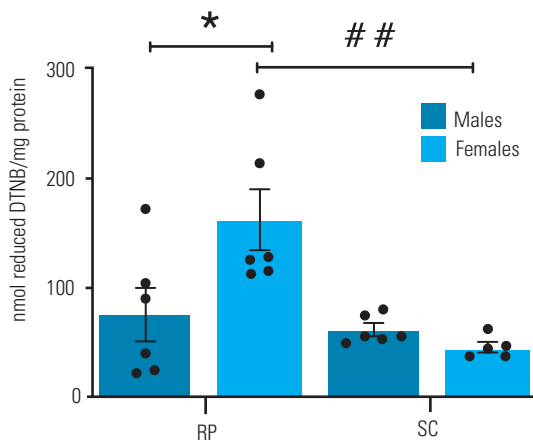 *
# #
300
200
100
0
nmol reduced DTNB/mg protein
Males
Females
RP
SC